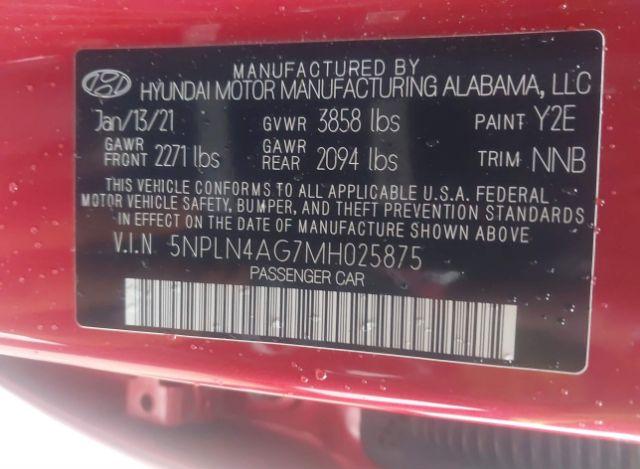 MANUFACTURED BY
HYUNDAI MOTOR MANUFACTURING ALABAMA, LLC
Jan/13/21 GVWR 3858 lbs PAINT Y2E
GAWR FRONT 2271 lbs GAWR REAR 2094 lbs TRIM NNB
THIS VEHICLE CONFORMS TO ALL APPLICABLE U.S.A. FEDERAL
MOTOR VEHICLE SAFETY, BUMPER, AND THEFT PREVENTION STANDARDS
IN EFFECT ON THE DATE OF MANUFACTURE SHOWN ABOVE
V.I.N 5NPLN4AG7MH025875
PASSENGER CAR